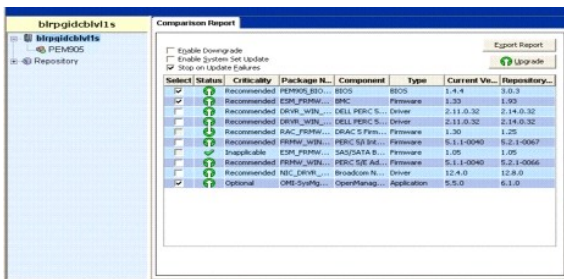 blrpgidcblvl1s
Comparison Report
blrpgidcblvl1s
PEM905
Repository
Enable Downgrade
Enable System Set Update
Stop on Update Failures
Export Report
Upgrade
Select Status Criticality Package N... Component Type Current Ve... Repository...
Recommended PEM905_BIO... BIOS BIOS 1.4.4 3.0.3
Recommended ESM_FRMW... BMC Firmware 1.33 1.93
Recommended DRVR_WIN_... DELL PERC 5... Driver 2.11.0.32 2.14.0.32
Recommended DRVR_WIN_... DELL PERC 5... Driver 2.11.0.32 2.14.0.32
Recommended RAC_FRMW... DRAC 5 Firm... Firmware 1.30 1.25
Recommended FRMW_WIN... PERC 5/i Int... Firmware 5.1.1-0040 5.2.1-0067
Inapplicable ESM_FRMW... SAS/SATA B... Firmware 1.05 1.05
Recommended FRMW_WIN... PERC 5/E Ad... Firmware 5.1.1-0040 5.2.1-0066
Recommended NIC_DRVR_... Broadcom N... Driver 12.4.0 12.8.0
Optional OMI-SysMg... OpenManag... Application 5.5.0 6.1.0